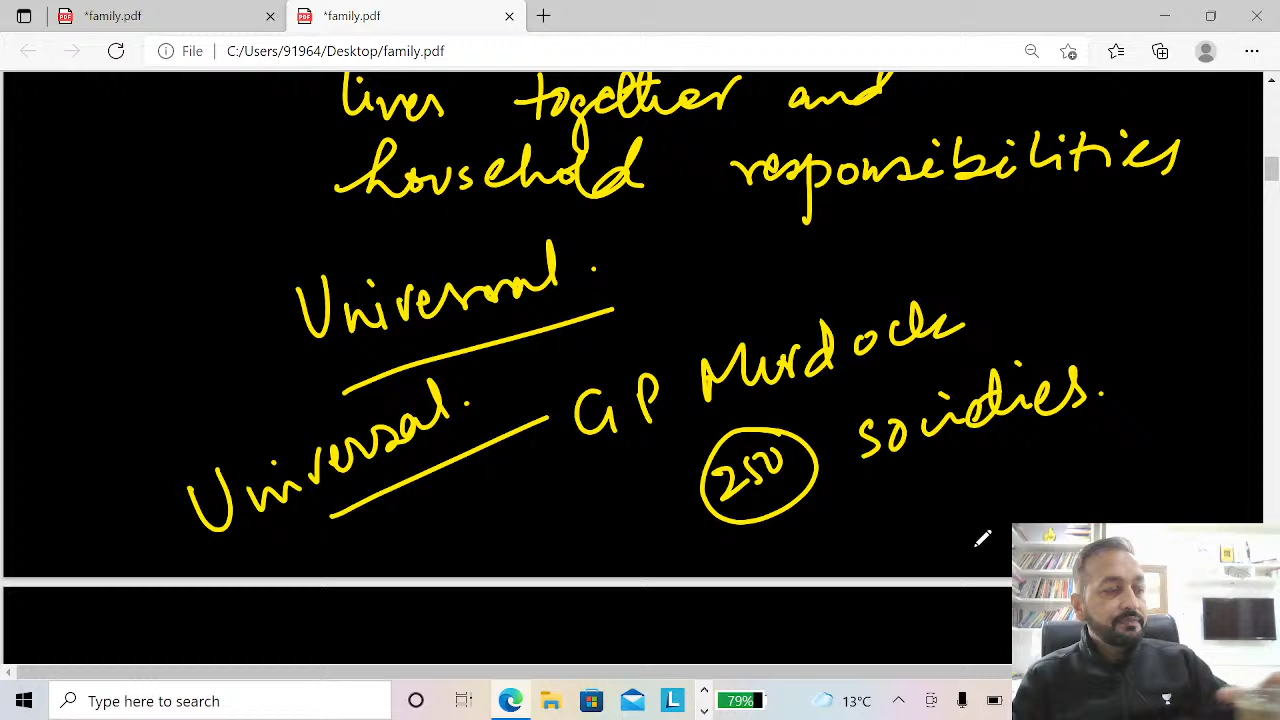 *family.pdf
*family.pdf
File
C:/Users/91964/Desktop/family.pdf
lives together and
household responsibilities
Universal.
Universal. GP Murdock
250 societies.
Type here to search
79%
13°C